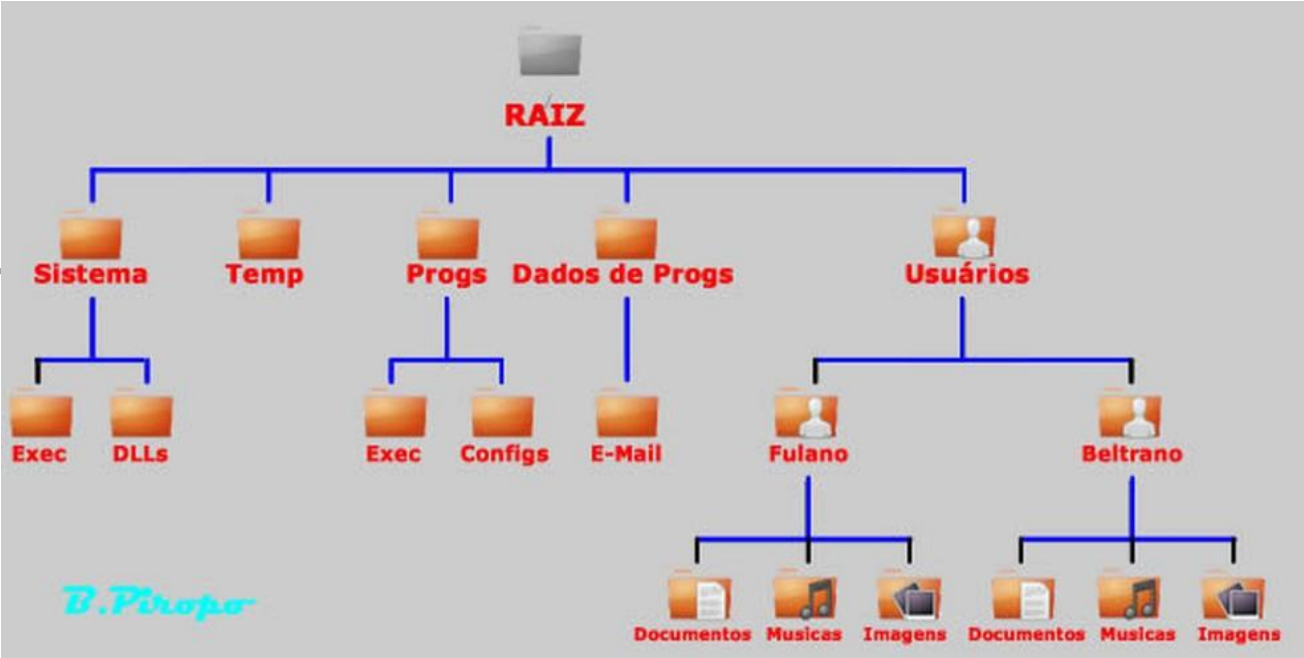 RAIZ
Sistema Temp Progs Dados de Progs Usuários
Exec DLLs Exec Configs E-Mail Fulano Beltrano
Documentos Musicas Imagens Documentos Musicas Imagens
B.Piropo